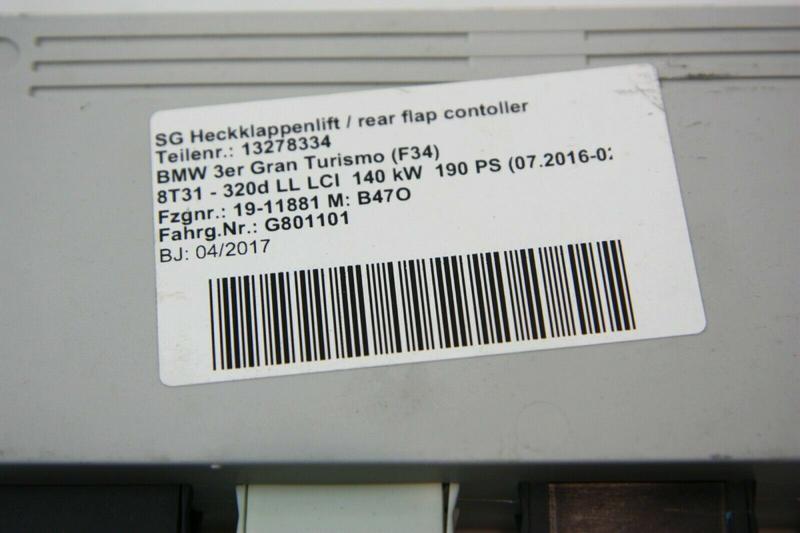 SG Heckklappenlift / rear flap contoller
Teilenr.: 13278334
BMW 3er Gran Turismo (F34)
8T31 - 320d LL LCI 140 kW 190 PS (07.2016-02
Fzgnr.: 19-11881 M: B47O
Fahrg.Nr.: G801101
BJ: 04/2017